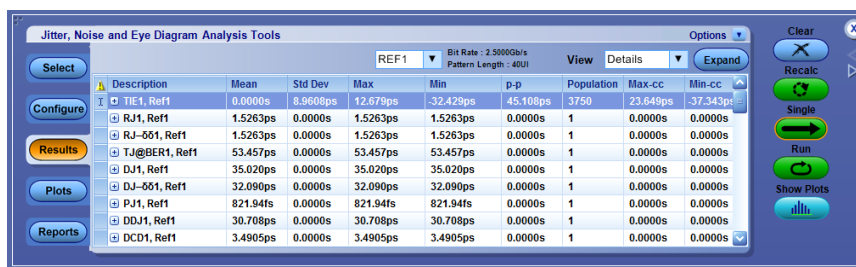 Jitter, Noise and Eye Diagram Analysis Tools Options Clear
REF1 Bit Rate : 2.5000Gb/s View Details Expand
Pattern Length : 40UI
Select Recalc
Description Mean Std Dev Max Min p-p Population Max-cc Min-cc
TIE1, Ref1 0.0000s 8.9608ps 12.679ps -32.429ps 45.108ps 3750 23.649ps -37.343ps
Configure Single
RJ1, Ref1 1.5263ps 0.0000s 1.5263ps 1.5263ps 0.0000s 1 0.0000s 0.0000s
RJ–δδ1, Ref1 1.5263ps 0.0000s 1.5263ps 1.5263ps 0.0000s 1 0.0000s 0.0000s
Results Run
TJ@BER1, Ref1 53.457ps 0.0000s 53.457ps 53.457ps 0.0000s 1 0.0000s 0.0000s
DJ1, Ref1 35.020ps 0.0000s 35.020ps 35.020ps 0.0000s 1 0.0000s 0.0000s
Plots Show Plots
DJ–δδ1, Ref1 32.090ps 0.0000s 32.090ps 32.090ps 0.0000s 1 0.0000s 0.0000s
PJ1, Ref1 821.94fs 0.0000s 821.94fs 821.94fs 0.0000s 1 0.0000s 0.0000s
Reports
DDJ1, Ref1 30.708ps 0.0000s 30.708ps 30.708ps 0.0000s 1 0.0000s 0.0000s
DCD1, Ref1 3.4905ps 0.0000s 3.4905ps 3.4905ps 0.0000s 1 0.0000s 0.0000s